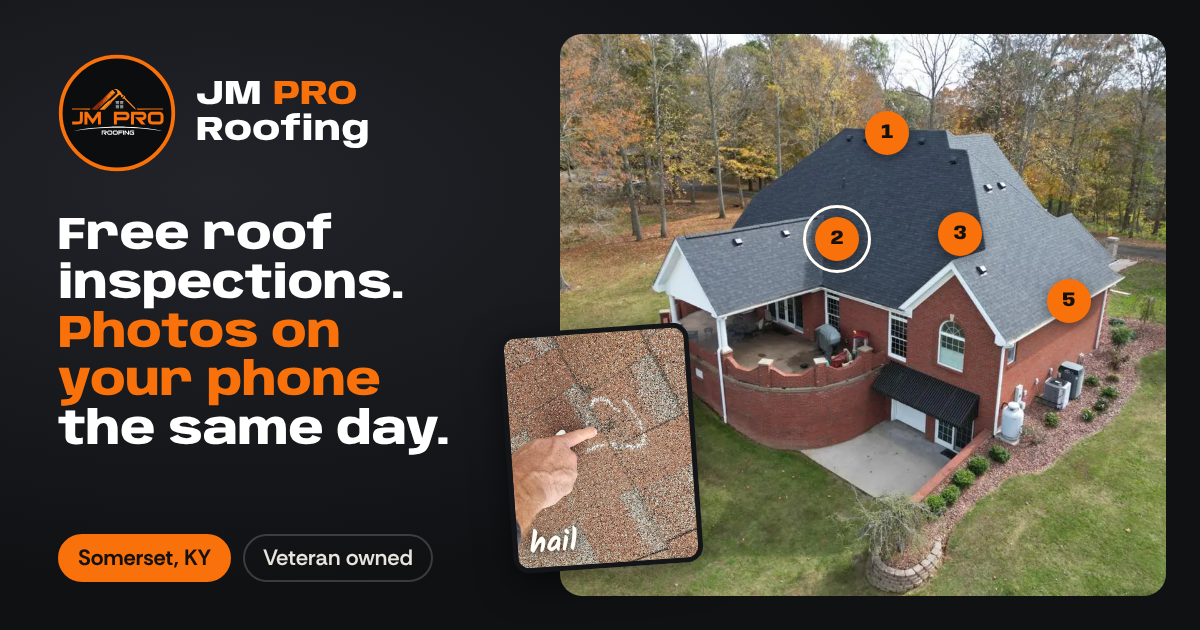 JM PRO
ROOFING
JM PRO
Roofing
Free roof
inspections.
Photos on
your phone
the same day.
Somerset, KY
Veteran owned
1
2
3
5
hail